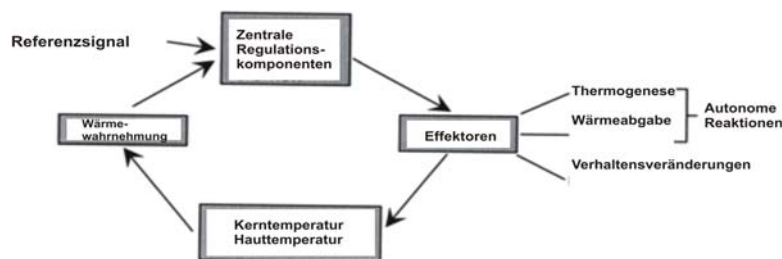 Referenzsignal
Zentrale
Regulations-
komponenten
Thermogenese
Wärmeabgabe
Autonome
Reaktionen
Verhaltensveränderungen
Effektoren
Wärme-
wahrnehmung
Kerntemperatur
Hauttemperatur